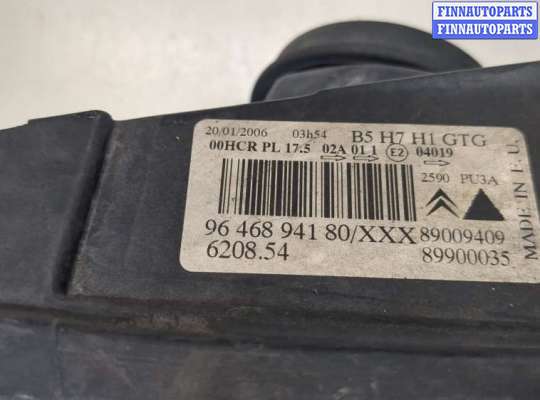 FINNAUTOPARTS
FINNAUTOPARTS
FINNAUTOPARTS
20/01/2006 03h54 B5 H7 H1 GTG
00HCR PL 17.5 02A 01 1 E2 04019
2590 PU3A
96 468 941 80/XXX 89009409
6208.54 89900035
MADE IN E.U.